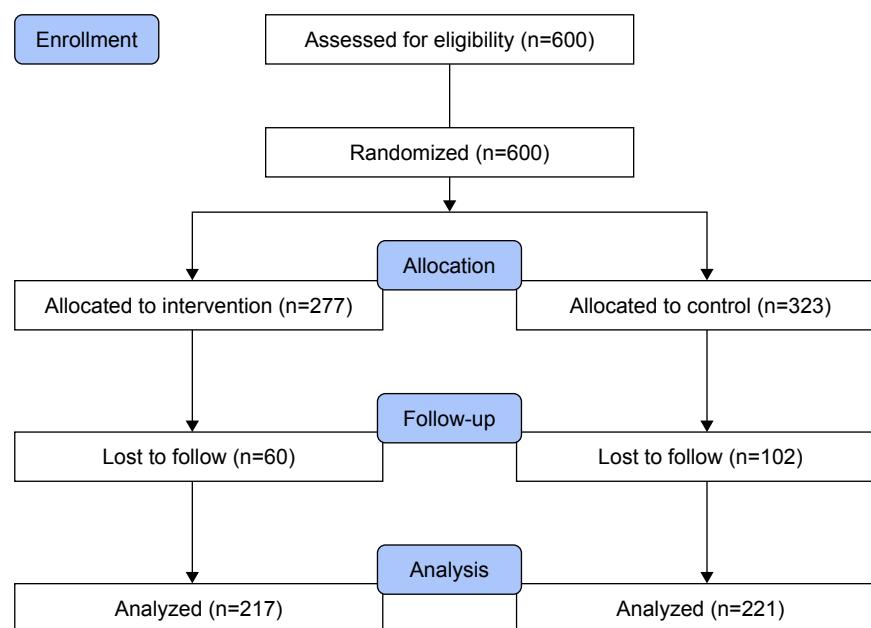 Enrollment
Assessed for eligibility (n=600)
Randomized (n=600)
Allocation
Allocated to intervention (n=277)
Allocated to control (n=323)
Follow-up
Lost to follow (n=60)
Lost to follow (n=102)
Analysis
Analyzed (n=217)
Analyzed (n=221)